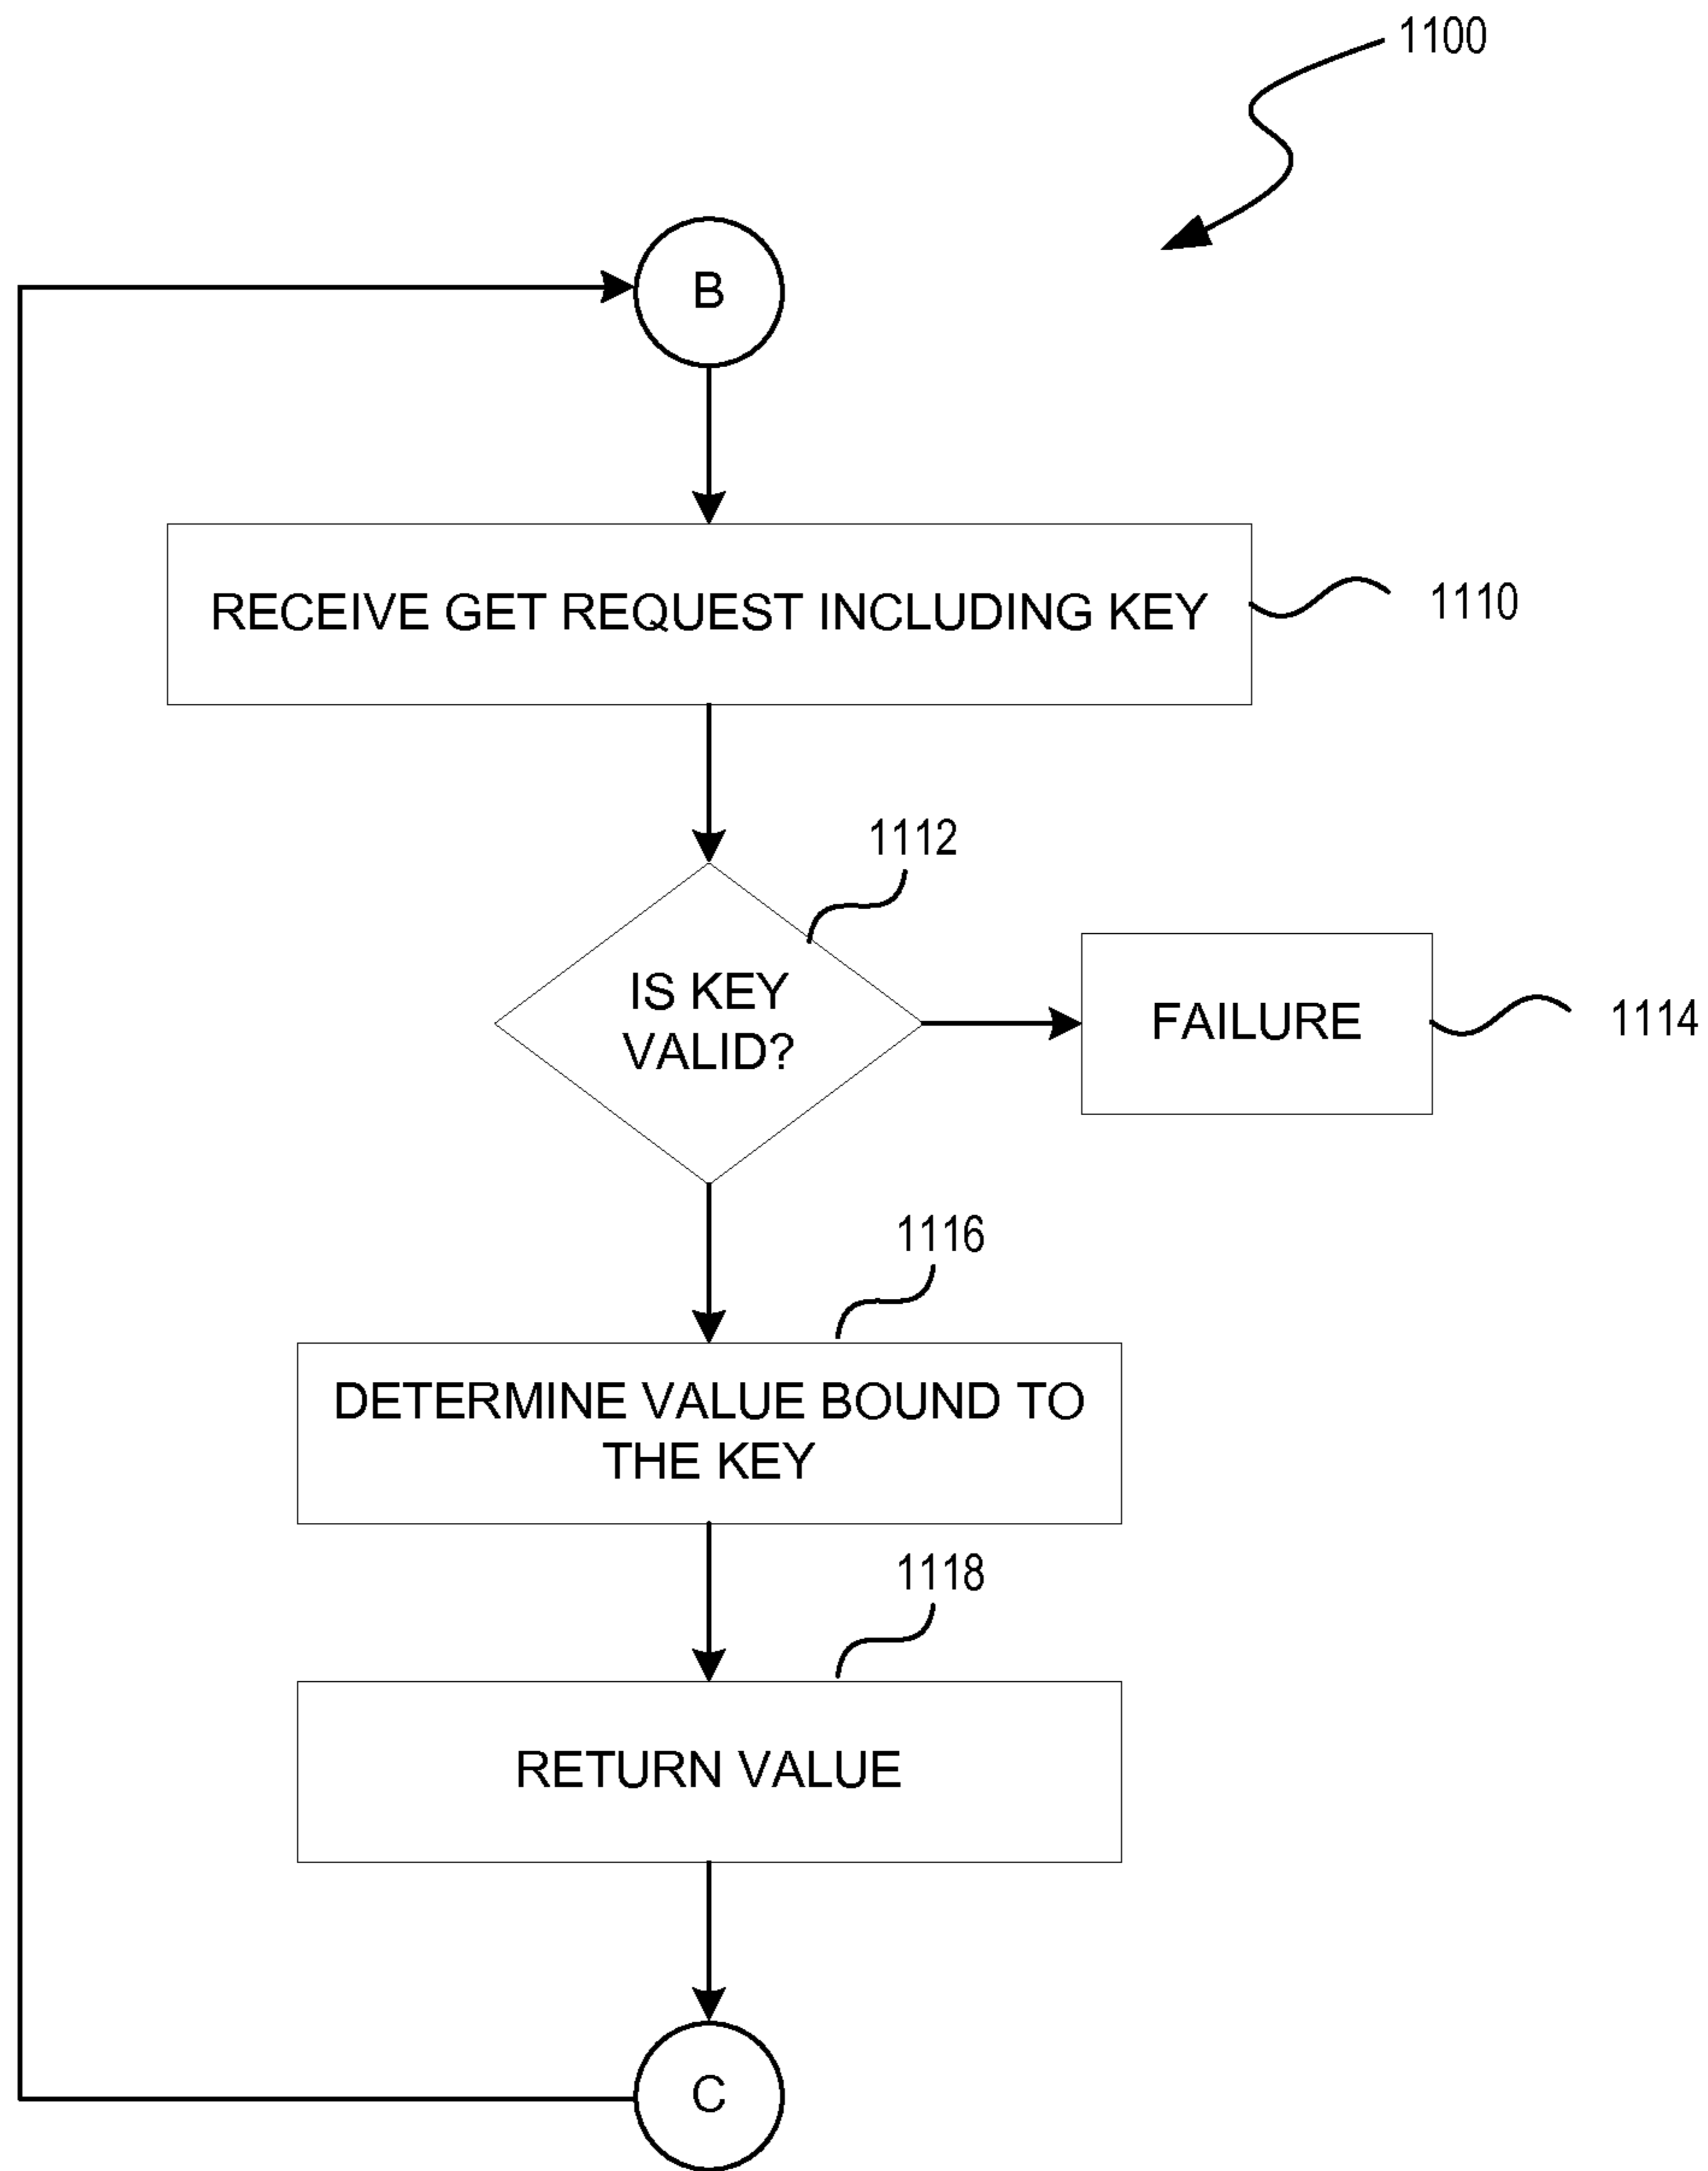 1100
B
RECEIVE GET REQUEST INCLUDING KEY
1110
1112
IS KEY
VALID?
FAILURE
1114
1116
DETERMINE VALUE BOUND TO
THE KEY
1118
RETURN VALUE
C